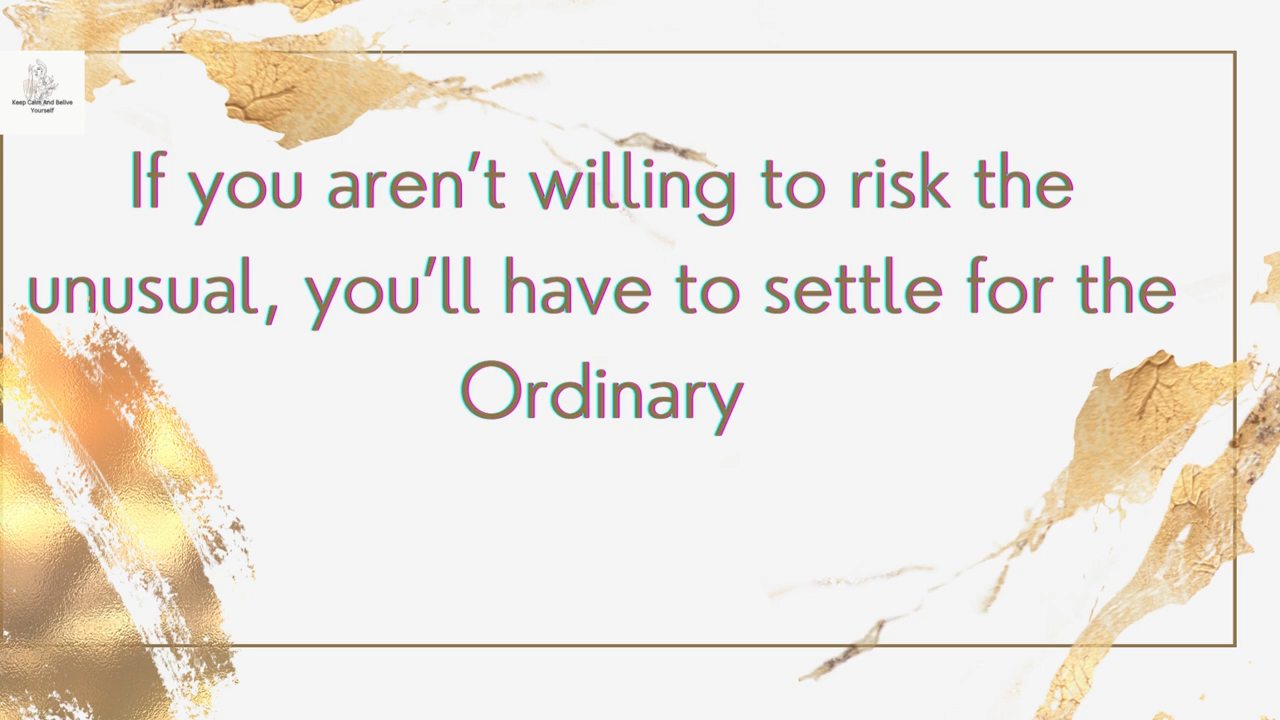 Keep Calm And Belive
Yourself
If you aren't willing to risk the
unusual, you'll have to settle for the
Ordinary